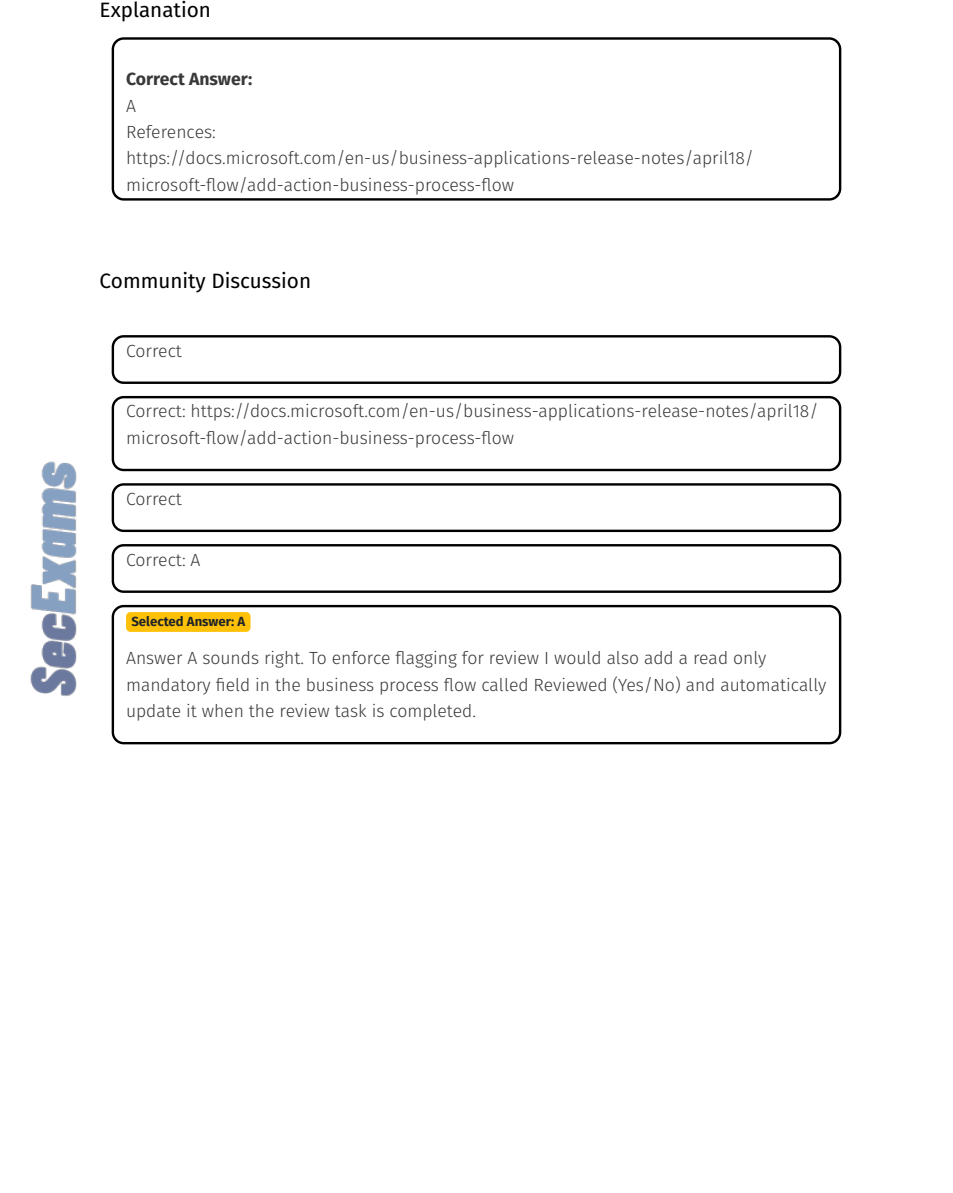 Explanation
Correct Answer:
A
References:
https://docs.microsoft.com/en-us/business-applications-release-notes/april18/
microsoft-flow/add-action-business-process-flow
Community Discussion
Correct
Correct: https://docs.microsoft.com/en-us/business-applications-release-notes/april18/
microsoft-flow/add-action-business-process-flow
Correct
Correct: A
Selected Answer: A
Answer A sounds right. To enforce flagging for review I would also add a read only
mandatory field in the business process flow called Reviewed (Yes/No) and automatically
update it when the review task is completed.
SecExams